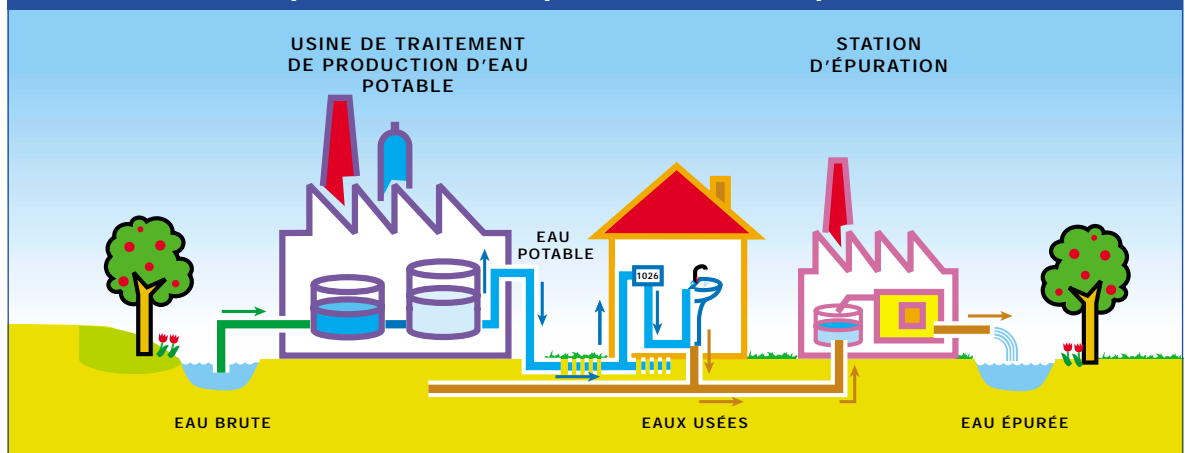 USINE DE TRAITEMENT
DE PRODUCTION D'EAU
POTABLE
STATION
D'ÉPURATION
EAU
POTABLE
1026
EAU BRUTE
EAUX USÉES
EAU ÉPURÉE